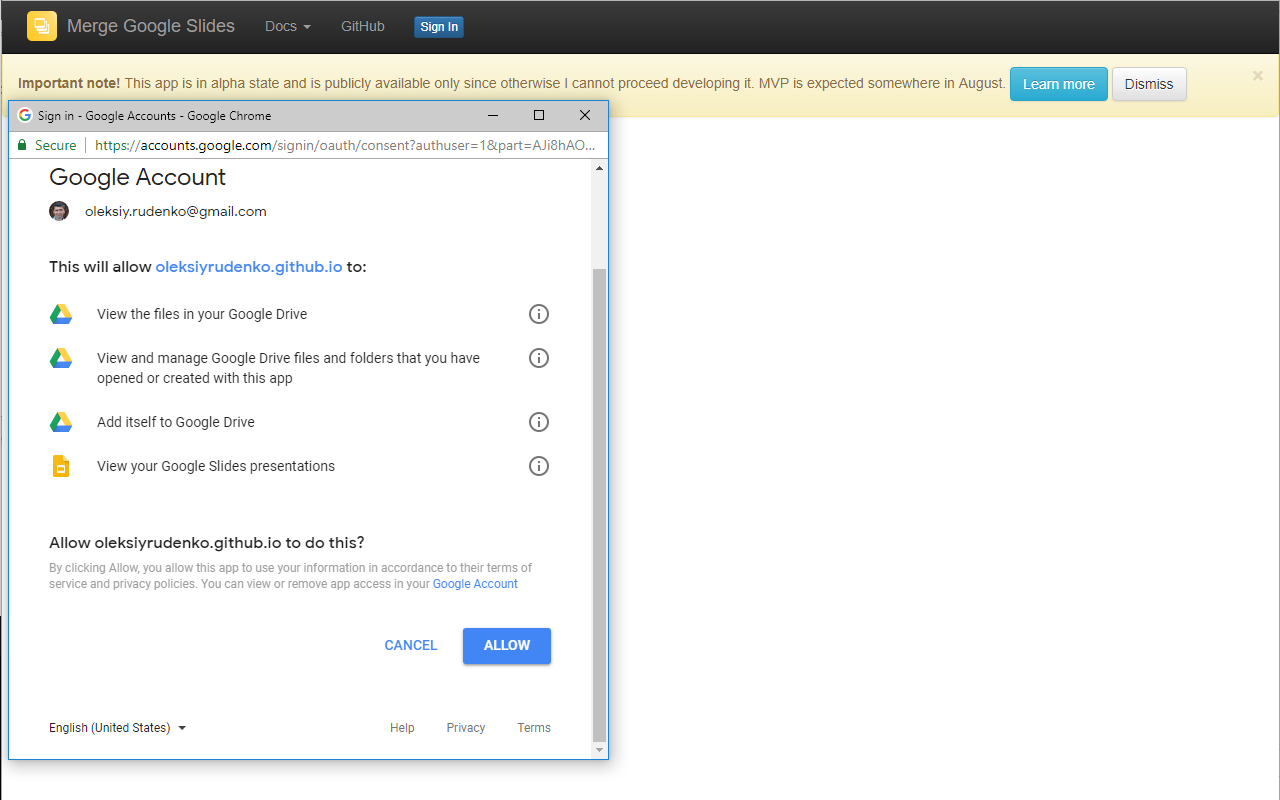 Merge Google Slides Docs GitHub Sign In
Important note! This app is in alpha state and is publicly available only since otherwise I cannot proceed developing it. MVP is expected somewhere in August. Learn more Dismiss ×
Sign in - Google Accounts - Google Chrome
Secure https://accounts.google.com/signin/oauth/consent?authuser=1&part=AJi8hAO...
Google Account
oleksiy.rudenko@gmail.com
This will allow oleksiyrudenko.github.io to:
View the files in your Google Drive
View and manage Google Drive files and folders that you have
opened or created with this app
Add itself to Google Drive
View your Google Slides presentations
Allow oleksiyrudenko.github.io to do this?
By clicking Allow, you allow this app to use your information in accordance to their terms of
service and privacy policies. You can view or remove app access in your Google Account
CANCEL ALLOW
English (United States) Help Privacy Terms